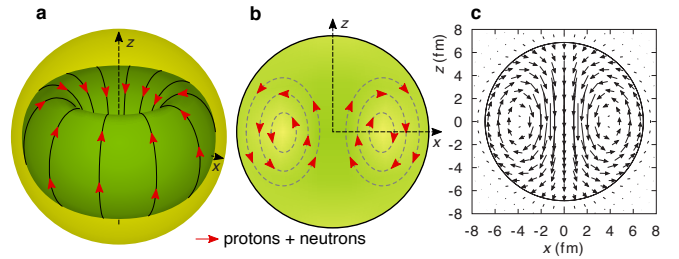 a
b
c
z
x
z
x
protons + neutrons
z (fm)
8
6
4
2
0
-2
-4
-6
-8
-8 -6 -4 -2 0 2 4 6 8
x (fm)